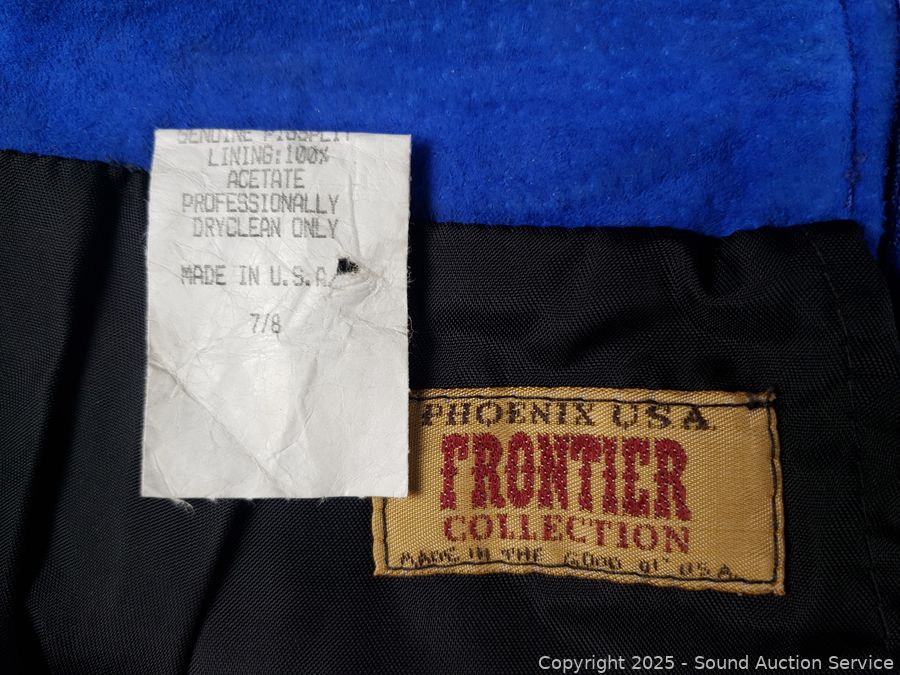 GENUINE PIGSPLIT
LINING:100%
ACETATE
PROFESSIONALLY
DRYCLEAN ONLY
MADE IN U.S.A.
7/8
PHOENIX USA
FRONTIER
COLLECTION
MADE IN THE GOOD OL' U.S.A.
Copyright 2025 - Sound Auction Service